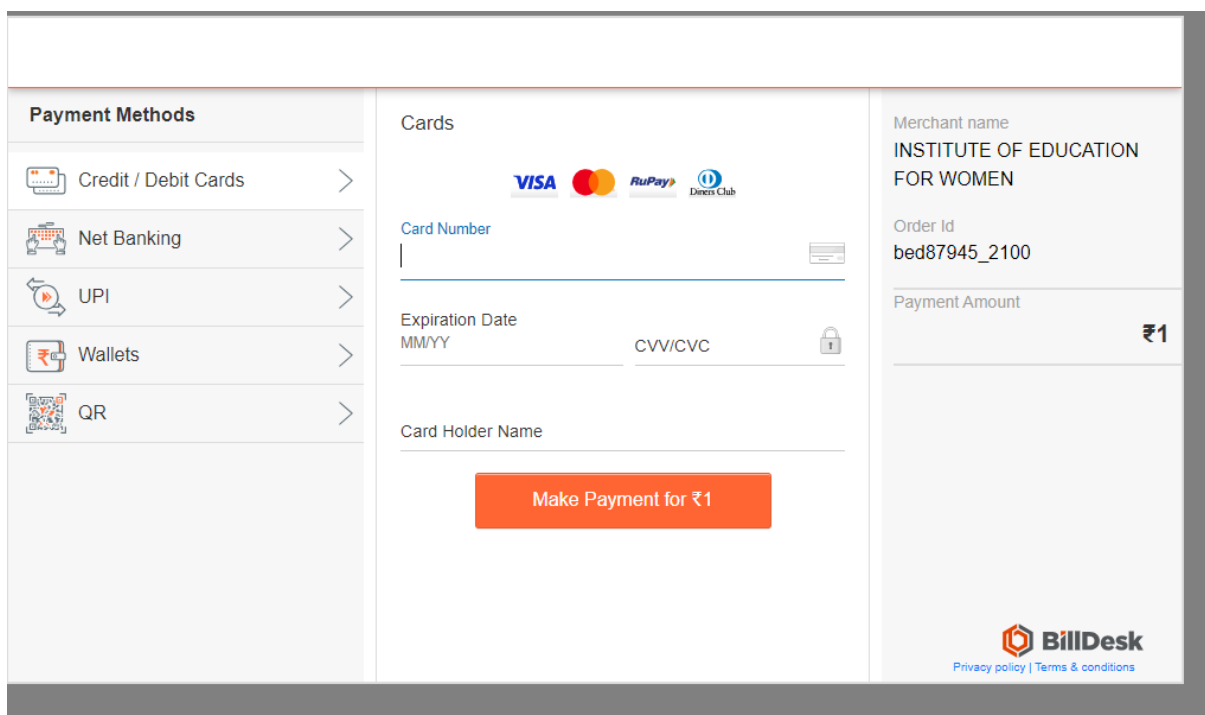 Payment Methods
Credit / Debit Cards
Net Banking
UPI
Wallets
QR
Cards
VISA RuPay Diners Club
Card Number
Expiration Date
MM/YY
CVV/CVC
Card Holder Name
Make Payment for ₹1
Merchant name
INSTITUTE OF EDUCATION
FOR WOMEN
Order Id
bed87945_2100
Payment Amount
₹1
BillDesk
Privacy policy | Terms & conditions